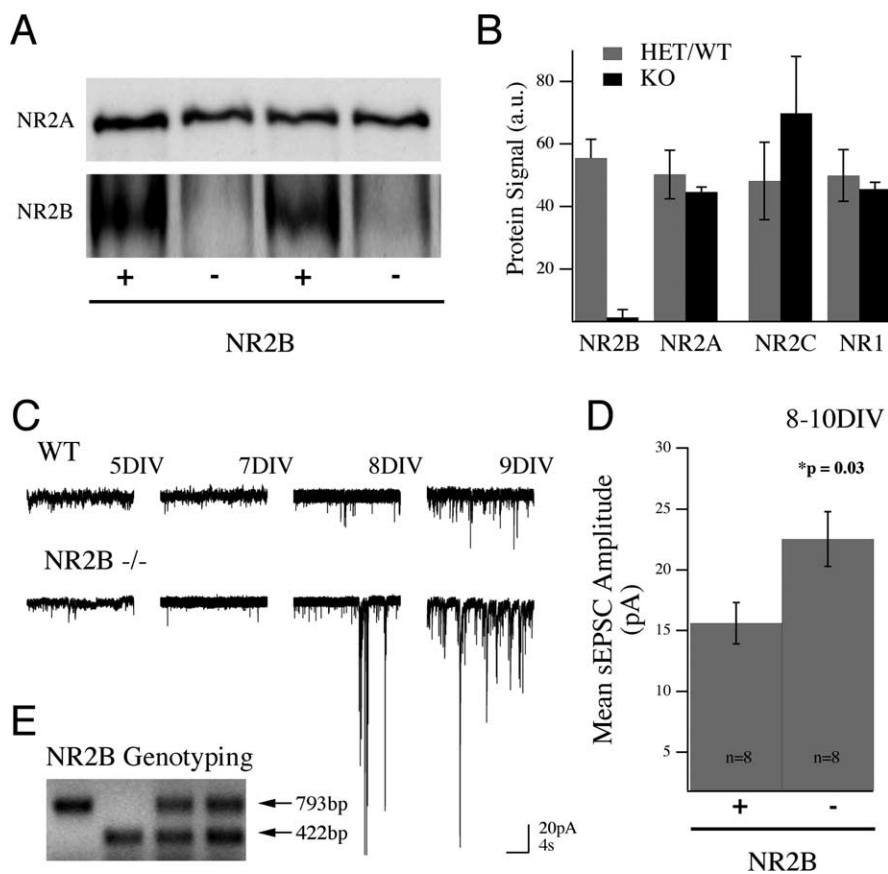 A
NR2A
NR2B
+ - + -
NR2B
B
HET/WT
KO
Protein Signal (a.u.)
80
60
40
20
NR2B NR2A NR2C NR1
C
WT
5DIV 7DIV 8DIV 9DIV
NR2B -/-
20pA
4s
D
8-10DIV
*p = 0.03
Mean sEPSC Amplitude
(pA)
30
25
20
15
10
5
n=8 n=8
+ -
NR2B
E
NR2B Genotyping
793bp
422bp